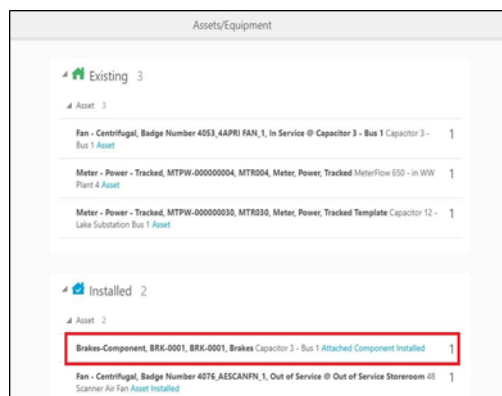 Assets/Equipment
Existing 3
Asset 3
Fan - Centrifugal, Badge Number 4053_4APRI FAN_1, In Service @ Capacitor 3 - Bus 1 Capacitor 3 - 1
Bus 1 Asset
Meter - Power - Tracked, MTPW-000000004, MTR004, Meter, Power, Tracked MeterFlow 650 - in WW 1
Plant 4 Asset
Meter - Power - Tracked, MTPW-000000030, MTR030, Meter, Power, Tracked Template Capacitor 12 - 1
Lake Substation Bus 1 Asset
Installed 2
Asset 2
Brakes-Component, BRK-0001, BRK-0001, Brakes Capacitor 3 - Bus 1 Attached Component Installed 1
Fan - Centrifugal, Badge Number 4076_AESCANFN_1, Out of Service @ Out of Service Storeroom 48 1
Scanner Air Fan Asset Installed